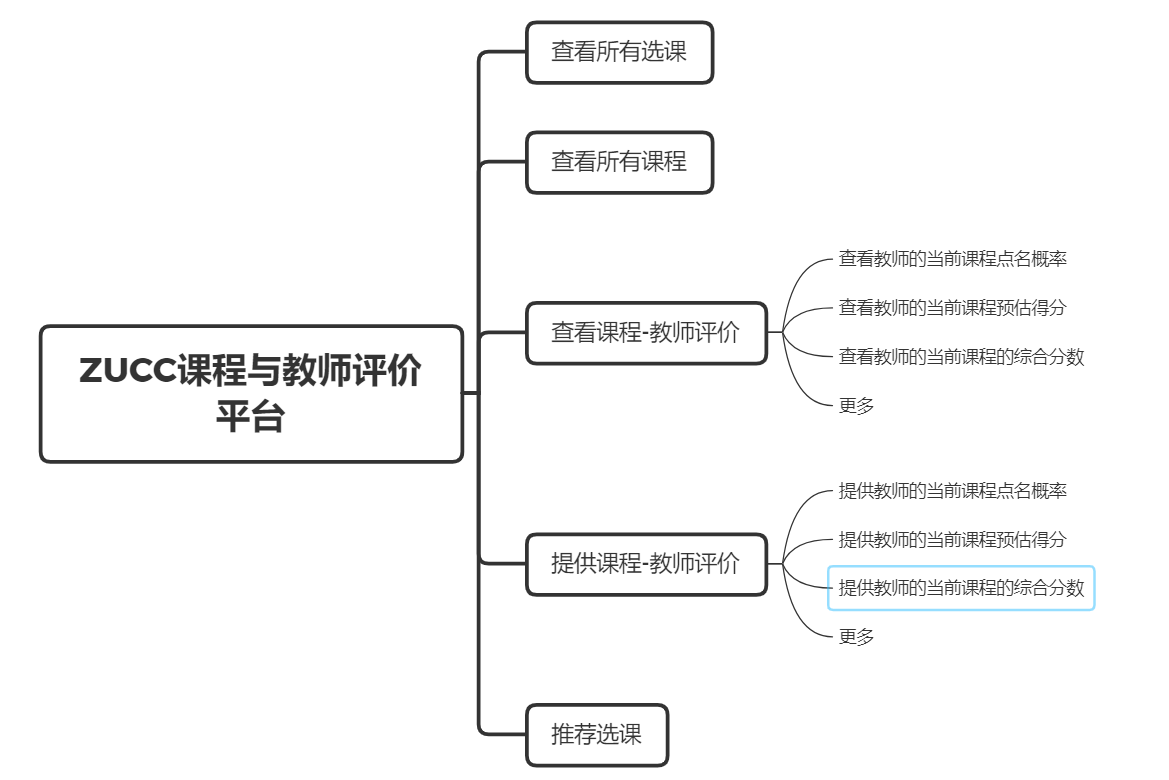 查看所有选课
查看所有课程
ZUCC课程与教师评价
平台
查看课程-教师评价
查看教师的当前课程点名概率
查看教师的当前课程预估得分
查看教师的当前课程的综合分数
更多
提供课程-教师评价
提供教师的当前课程点名概率
提供教师的当前课程预估得分
提供教师的当前课程的综合分数
更多
推荐选课